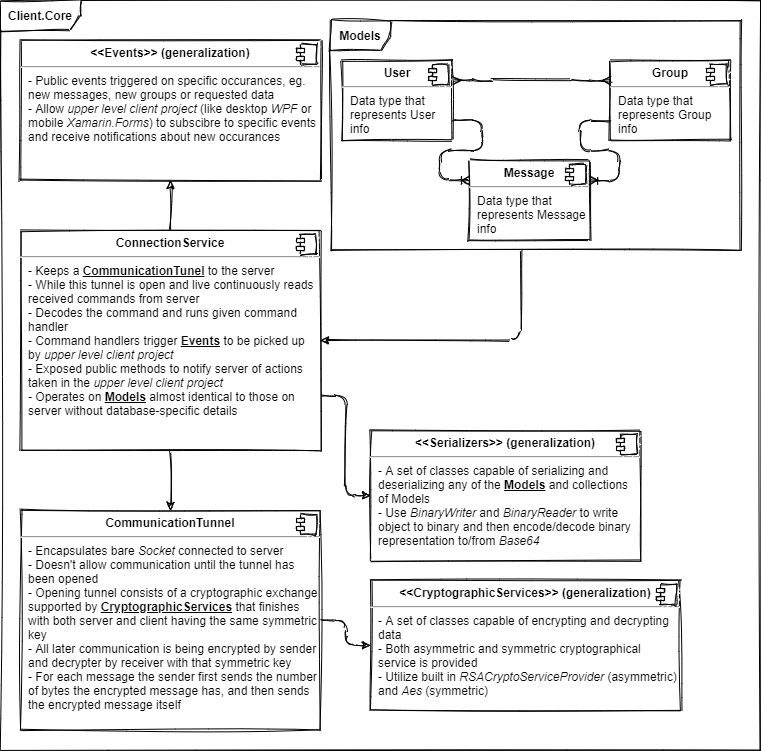 Client.Core
<<Events>> (generalization)
- Public events triggered on specific occurances, eg.
new messages, new groups or requested data
- Allow upper level client project (like desktop WPF or
mobile Xamarin.Forms) to subscibre to specific events
and receive notifications about new occurances
Models
User
Data type that
represents User
info
Group
Data type that
represents Group
info
Message
Data type that
represents Message
info
ConnectionService
- Keeps a CommunicationTunel to the server
- While this tunnel is open and live continuously reads
received commands from server
- Decodes the command and runs given command
handler
- Command handlers trigger Events to be picked up
by upper level client project
- Exposed public methods to notify server of actions
taken in the upper level client project
- Operates on Models almost identical to those on
server without database-specific details
<<Serializers>> (generalization)
- A set of classes capable of serializing and
deserializing any of the Models and collections
of Models
- Use BinaryWriter and BinaryReader to write
object to binary and then encode/decode binary
representation to/from Base64
CommunicationTunnel
- Encapsulates bare Socket connected to server
- Doesn't allow communication until the tunnel has
been opened
- Opening tunnel consists of a cryptographic exchange
supported by CryptographicServices that finishes
with both server and client having the same symmetric
key
- All later communication is being encrypted by sender
and decrypter by receiver with that symmetric key
- For each message the sender first sends the number
of bytes the encrypted message has, and then sends
the encrypted message itself
<<CryptographicServices>> (generalization)
- A set of classes capable of encrypting and decrypting
data
- Both asymmetric and symmetric cryptographical
service is provided
- Utilize built in RSACryptoServiceProvider (asymmetric)
and Aes (symmetric)